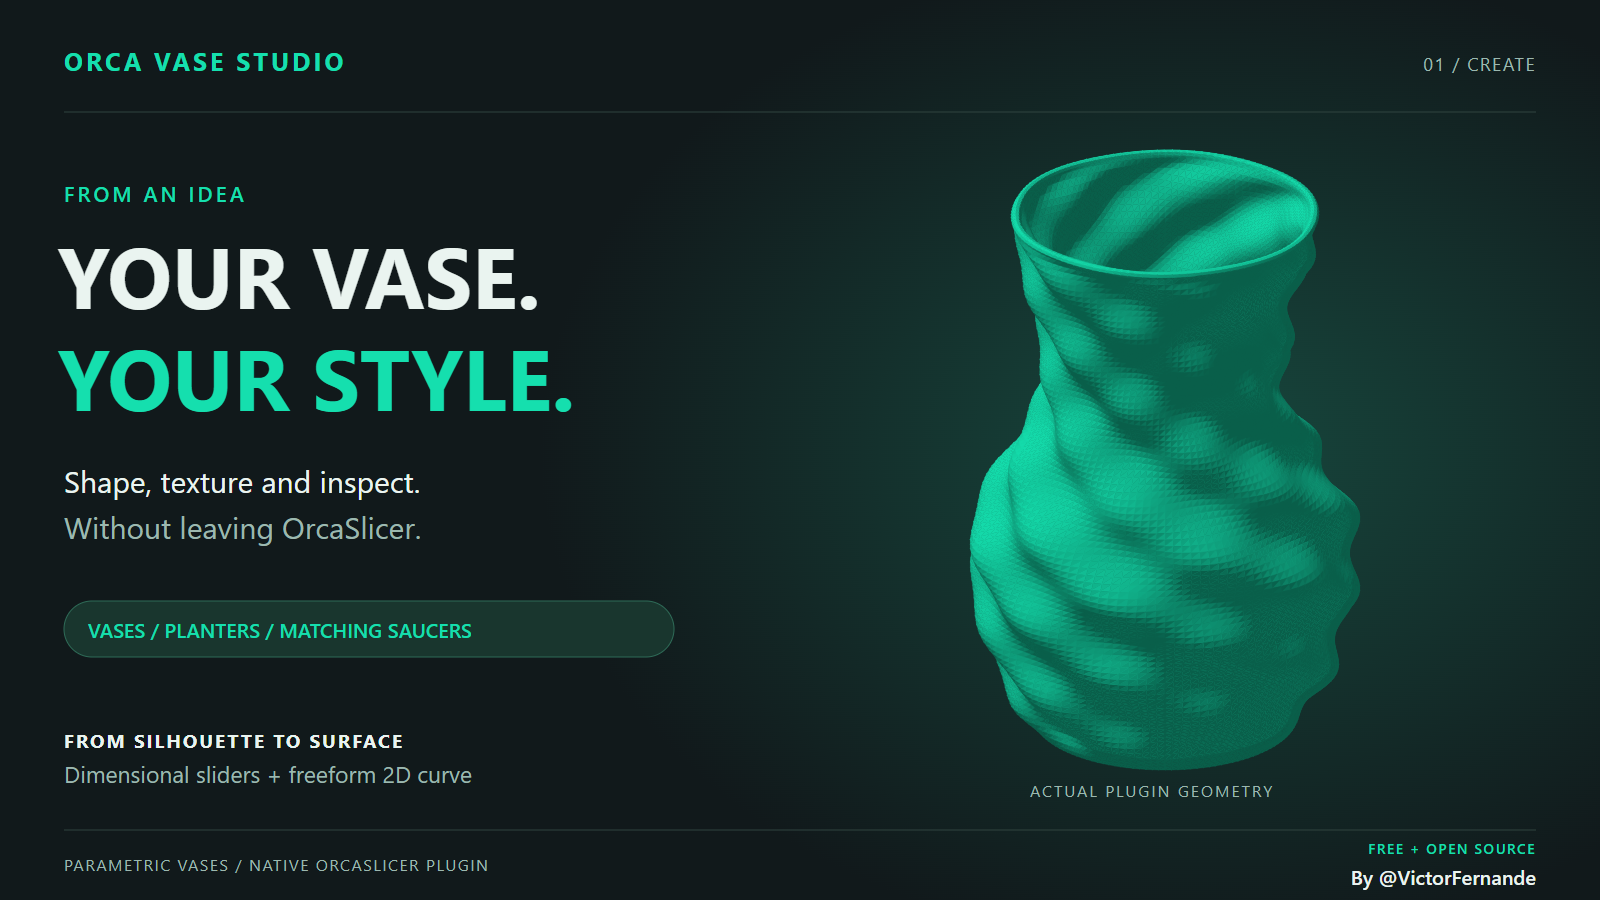 ORCA VASE STUDIO
01 / CREATE
FROM AN IDEA
YOUR VASE.
YOUR STYLE.
Shape, texture and inspect.
Without leaving OrcaSlicer.
VASES / PLANTERS / MATCHING SAUCERS
FROM SILHOUETTE TO SURFACE
Dimensional sliders + freeform 2D curve
ACTUAL PLUGIN GEOMETRY
PARAMETRIC VASES / NATIVE ORCASLICER PLUGIN
FREE + OPEN SOURCE
By @VictorFernande